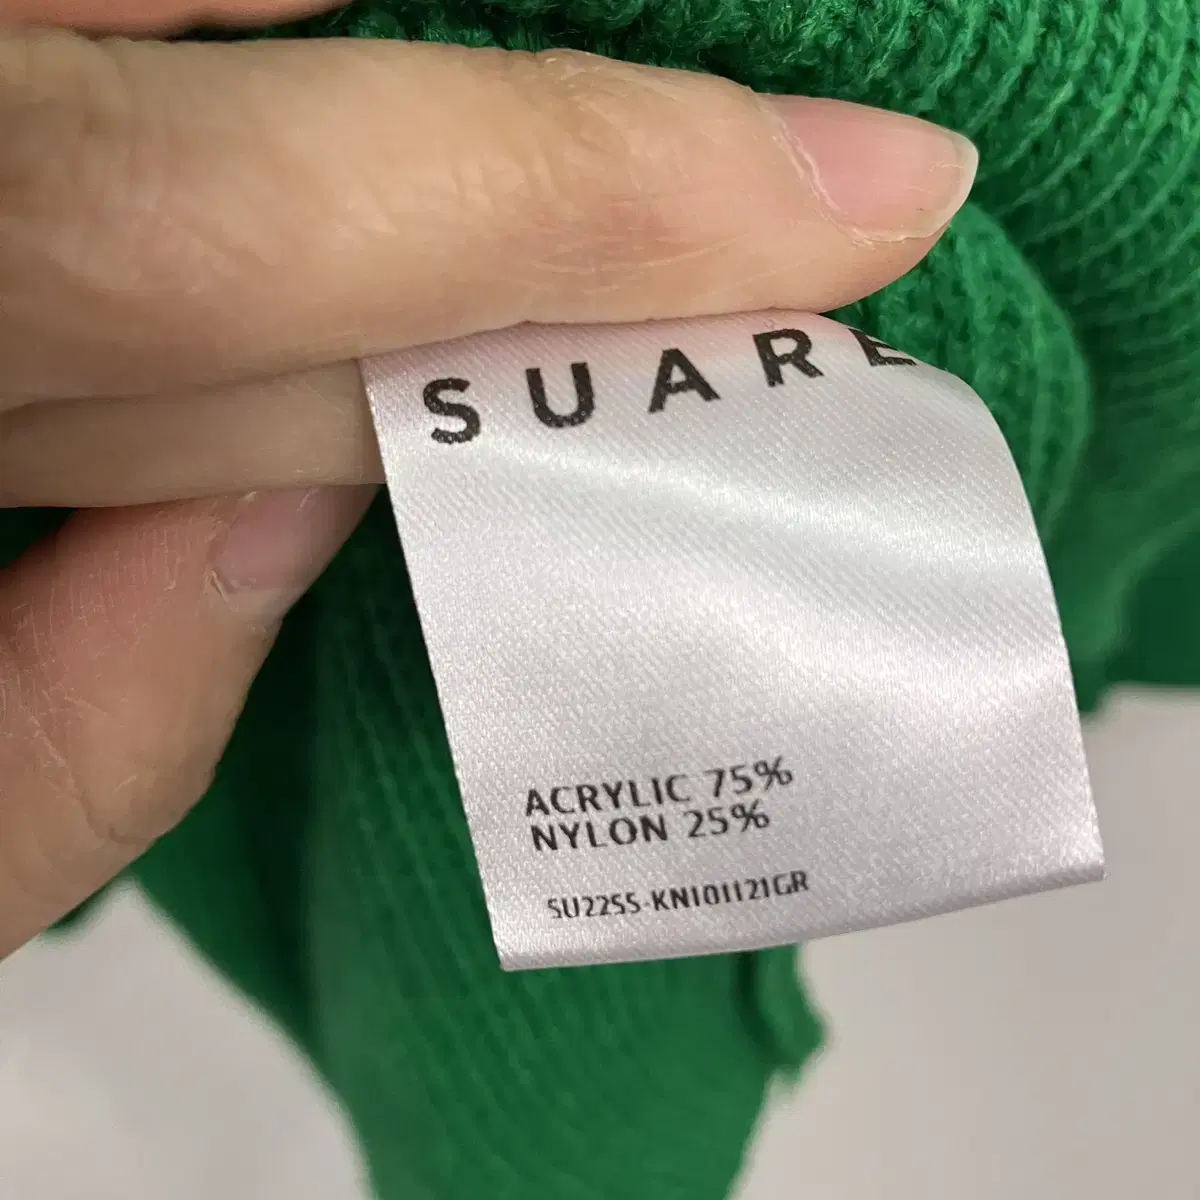 SUARE
ACRYLIC 75%
NYLON 25%
SU22SS-KN101121GR